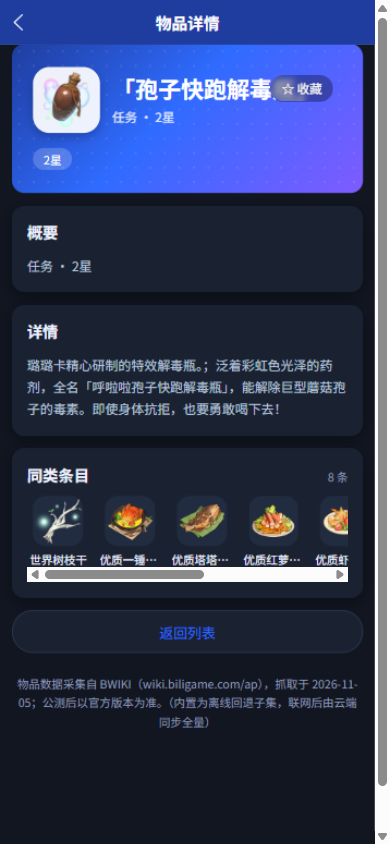 物品详情
「孢子快跑解毒
☆ 收藏
任务 · 2星
2星
概要
任务 · 2星
详情
璐璐卡精心研制的特效解毒瓶。；泛着彩虹色光泽的药
剂，全名「呼啦啦孢子快跑解毒瓶」，能解除巨型蘑菇孢
子的毒素。即使身体抗拒，也要勇敢喝下去！
同类条目
8 条
世界树枝干
优质一锤…
优质塔塔…
优质红萝…
优质虾
返回列表
物品数据采集自 BWIKI（wiki.biligame.com/ap），抓取于 2026-11-
05；公测后以官方版本为准。（内置为离线回退子集，联网后由云端
同步全量）